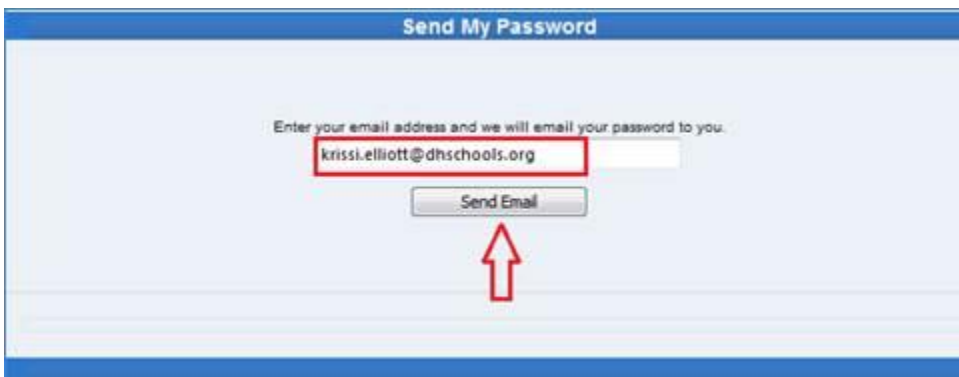 Send My Password
Enter your email address and we will email your password to you.
krissi.elliott@dhschools.org
Send Email